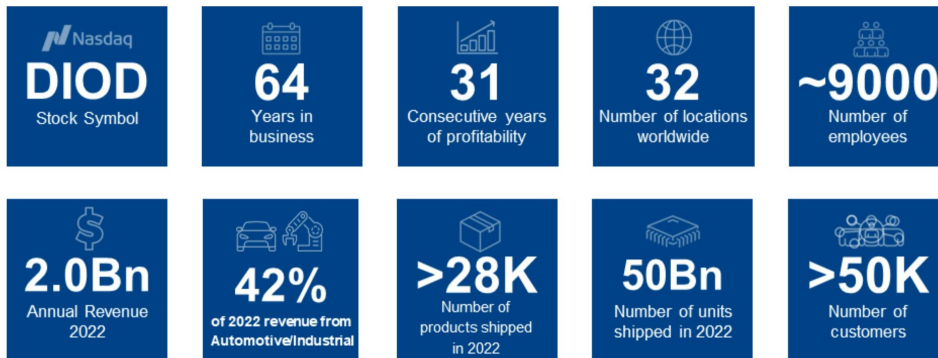 Nasdaq
DIOD
Stock Symbol
64
Years in
business
31
Consecutive years
of profitability
32
Number of locations
worldwide
~9000
Number of
employees
2.0Bn
Annual Revenue
2022
42%
of 2022 revenue from
Automotive/Industrial
>28K
Number of
products shipped
in 2022
50Bn
Number of units
shipped in 2022
>50K
Number of
customers